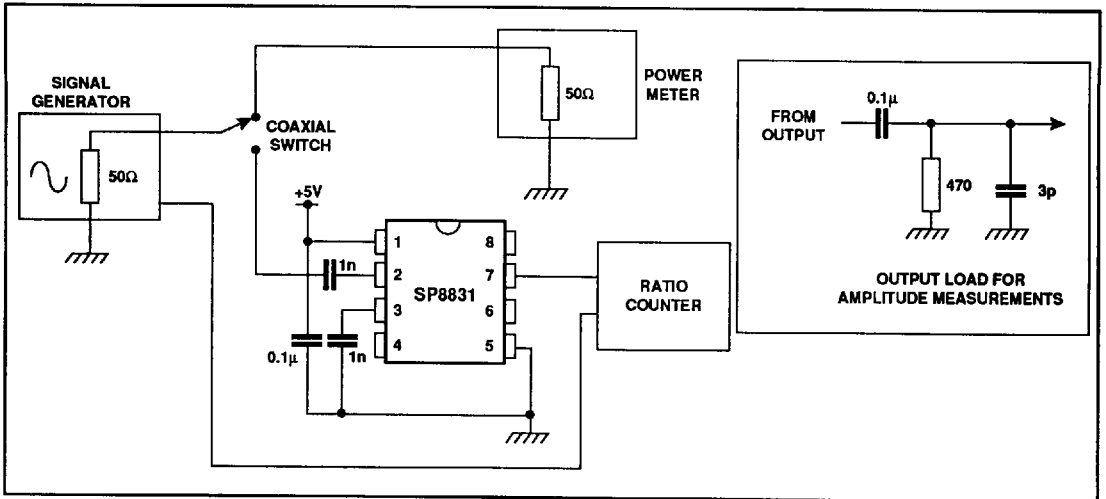 SIGNAL
GENERATOR
50Ω
COAXIAL
SWITCH
50Ω
POWER
METER
+5V
1n
0.1μ
1n
1
2
3
4
8
7
6
5
SP8831
RATIO
COUNTER
FROM
OUTPUT
0.1μ
470
3p
OUTPUT LOAD FOR
AMPLITUDE MEASUREMENTS